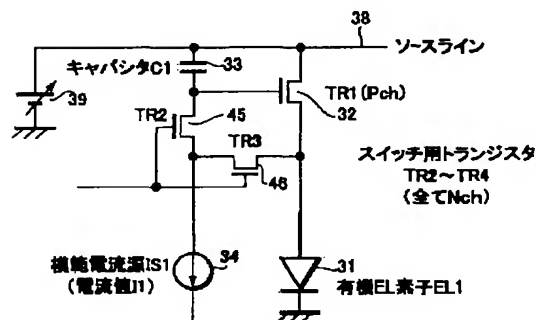 38
ソースライン
キャパシタC1
33
39
TR1(Pch)
32
TR2
45
TR3
46
スイッチ用トランジスタ
TR2～TR4
(全てNch)
34
31
電流源IS1
(電流値I1)
有機EL素子EL1